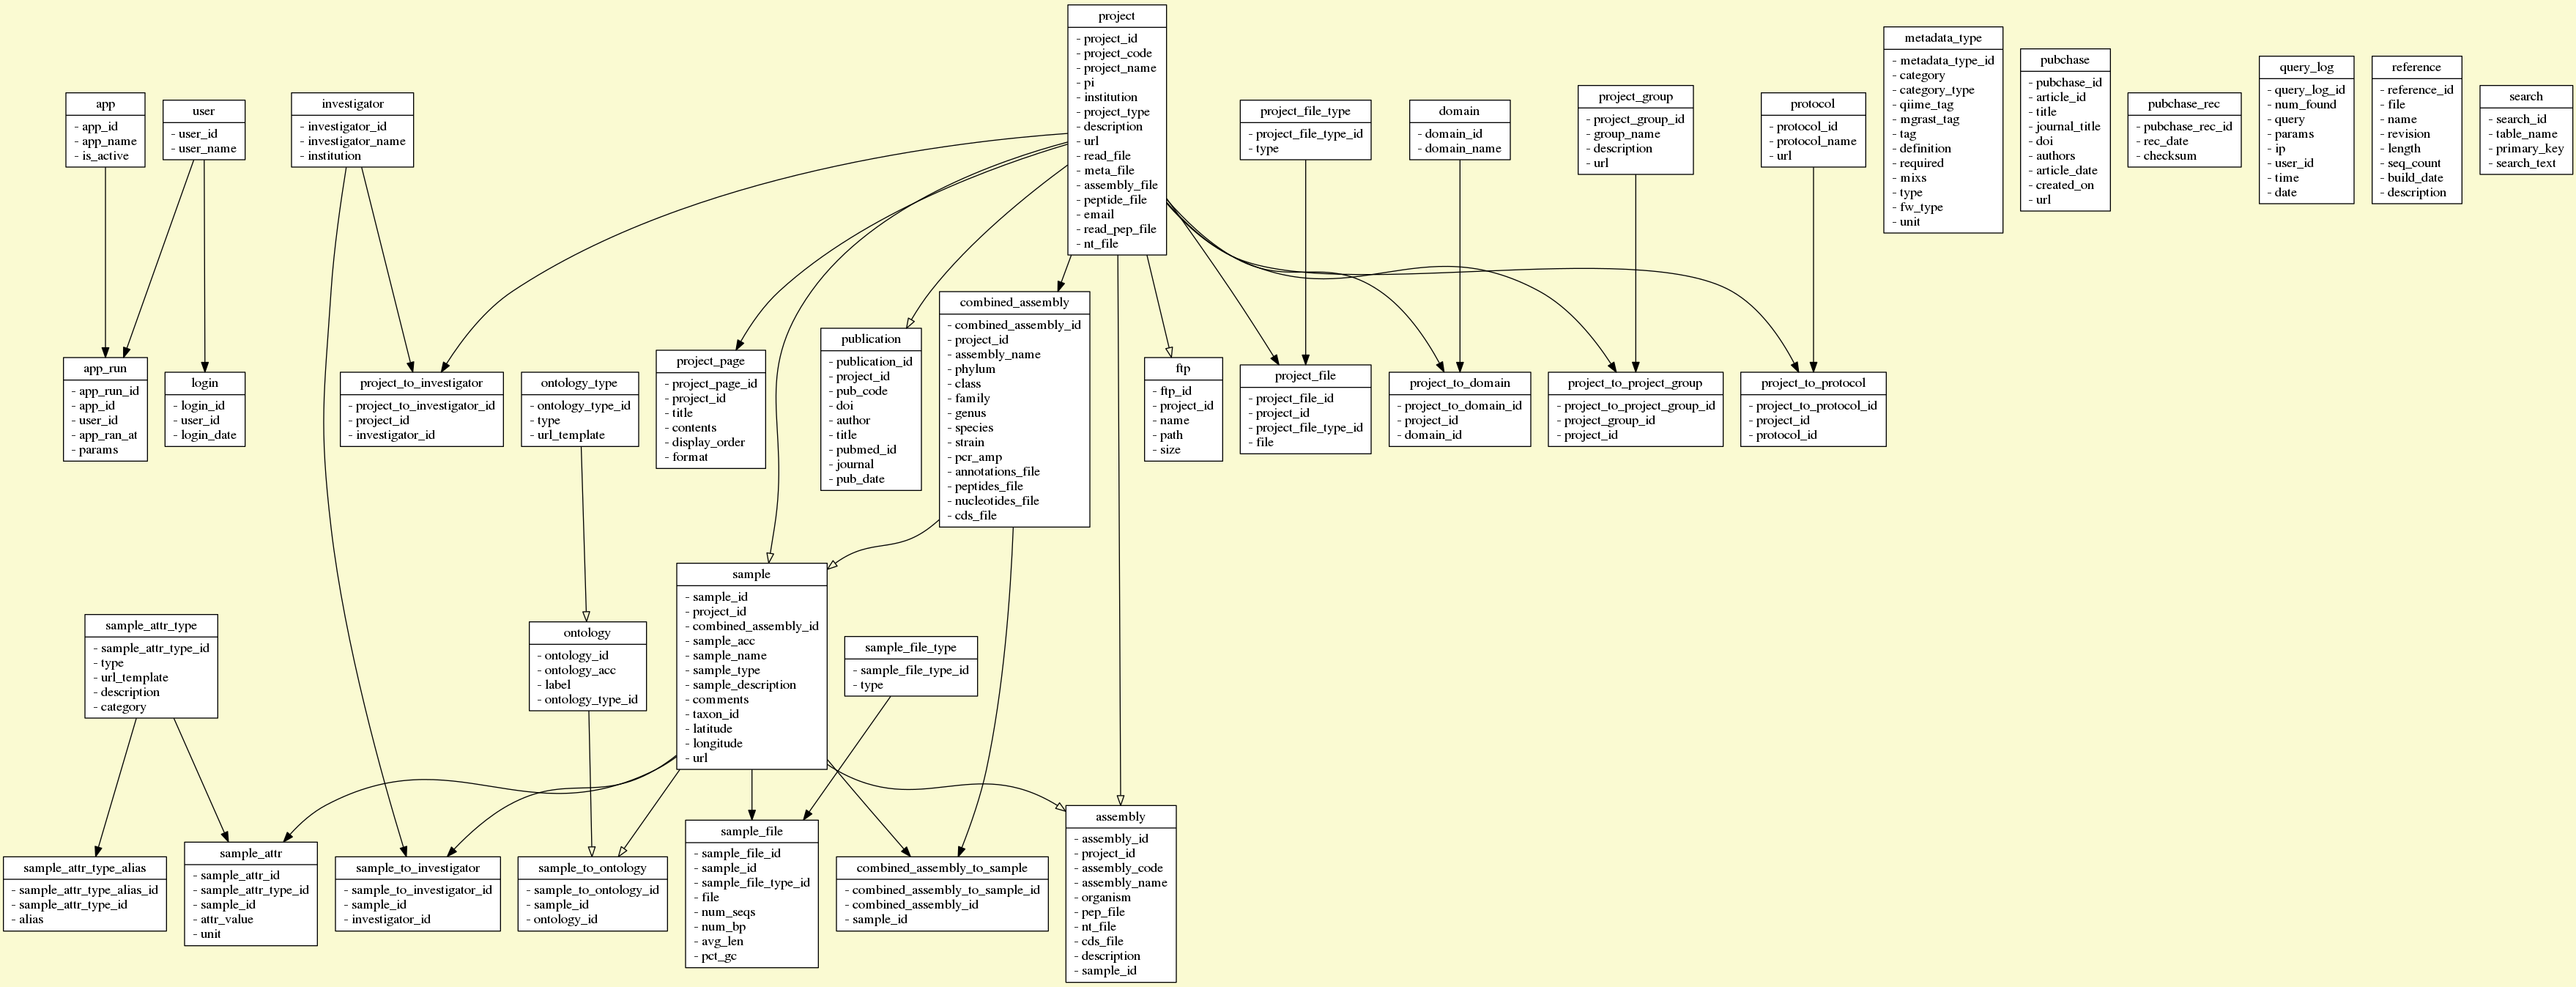 project
- project_id
- project_code
- project_name
- pi
- institution
- project_type
- description
- url
- read_file
- meta_file
- assembly_file
- peptide_file
- email
- read_pep_file
- nt_file
metadata_type
- metadata_type_id
- category
- category_type
- qiime_tag
- mgrast_tag
- tag
- definition
- required
- mixs
- type
- fw_type
- unit
pubchase
- pubchase_id
- article_id
- title
- journal_title
- doi
- authors
- article_date
- created_on
- url
query_log
- query_log_id
- num_found
- query
- params
- ip
- user_id
- time
- date
reference
- reference_id
- file
- name
- revision
- length
- seq_count
- build_date
- description
search
- search_id
- table_name
- primary_key
- search_text
app
- app_id
- app_name
- is_active
user
- user_id
- user_name
investigator
- investigator_id
- investigator_name
- institution
project_file_type
- project_file_type_id
- type
domain
- domain_id
- domain_name
project_group
- project_group_id
- group_name
- description
- url
protocol
- protocol_id
- protocol_name
- url
pubchase_rec
- pubchase_rec_id
- rec_date
- checksum
combined_assembly
- combined_assembly_id
- project_id
- assembly_name
- phylum
- class
- family
- genus
- species
- strain
- pcr_amp
- annotations_file
- peptides_file
- nucleotides_file
- cds_file
app_run
- app_run_id
- app_id
- user_id
- app_ran_at
- params
login
- login_id
- user_id
- login_date
project_to_investigator
- project_to_investigator_id
- project_id
- investigator_id
ontology_type
- ontology_type_id
- type
- url_template
project_page
- project_page_id
- project_id
- title
- contents
- display_order
- format
publication
- publication_id
- project_id
- pub_code
- doi
- author
- title
- pubmed_id
- journal
- pub_date
ftp
- ftp_id
- project_id
- name
- path
- size
project_file
- project_file_id
- project_id
- project_file_type_id
- file
project_to_domain
- project_to_domain_id
- project_id
- domain_id
project_to_project_group
- project_to_project_group_id
- project_group_id
- project_id
project_to_protocol
- project_to_protocol_id
- project_id
- protocol_id
sample_attr_type
- sample_attr_type_id
- type
- url_template
- description
- category
ontology
- ontology_id
- ontology_acc
- label
- ontology_type_id
sample
- sample_id
- project_id
- combined_assembly_id
- sample_acc
- sample_name
- sample_type
- sample_description
- comments
- taxon_id
- latitude
- longitude
- url
sample_file_type
- sample_file_type_id
- type
sample_attr_type_alias
- sample_attr_type_alias_id
- sample_attr_type_id
- alias
sample_attr
- sample_attr_id
- sample_attr_type_id
- sample_id
- attr_value
- unit
sample_to_investigator
- sample_to_investigator_id
- sample_id
- investigator_id
sample_to_ontology
- sample_to_ontology_id
- sample_id
- ontology_id
sample_file
- sample_file_id
- sample_id
- sample_file_type_id
- file
- num_seqs
- num_bp
- avg_len
- pct_gc
combined_assembly_to_sample
- combined_assembly_to_sample_id
- combined_assembly_id
- sample_id
assembly
- assembly_id
- project_id
- assembly_code
- assembly_name
- organism
- pep_file
- nt_file
- cds_file
- description
- sample_id